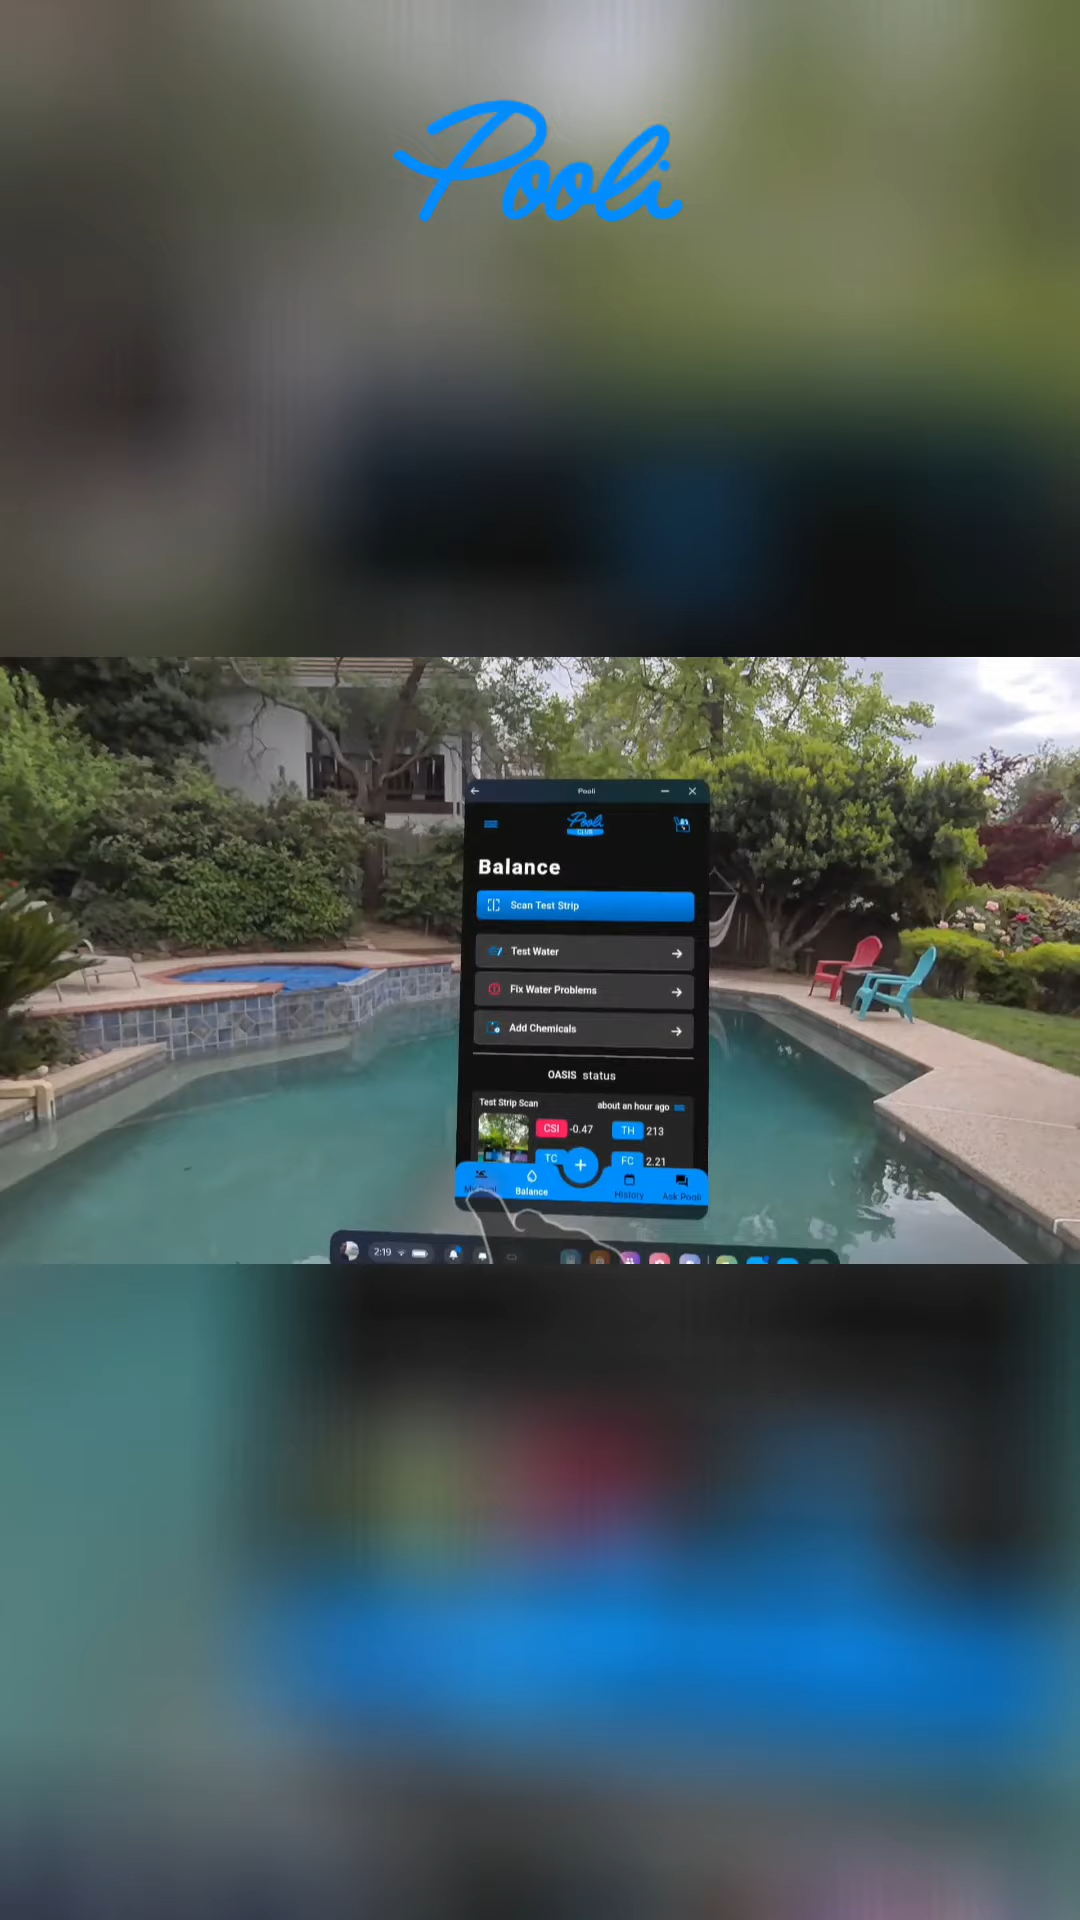 Pooli
Pooli
Pooli
CLUB
Balance
Scan Test Strip
Test Water
Fix Water Problems
Add Chemicals
OASIS status
Test Strip Scan
about an hour ago
CSI -0.47
TH 213
TC
FC 2.21
Balance
History
Ask Pooli
2:19